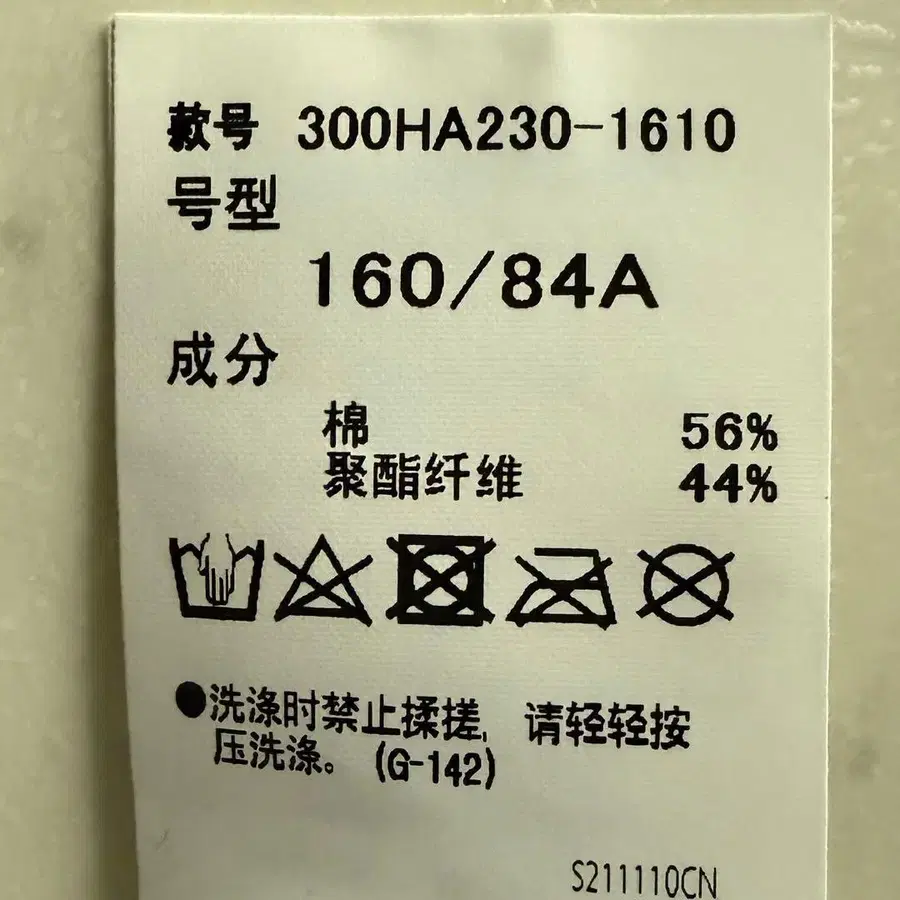 款号 300HA230-1610
号型
160/84A
成分
棉 56%
聚酯纤维 44%
●洗涤时禁止揉搓, 请轻轻按
压洗涤。(G-142)
S211110CN